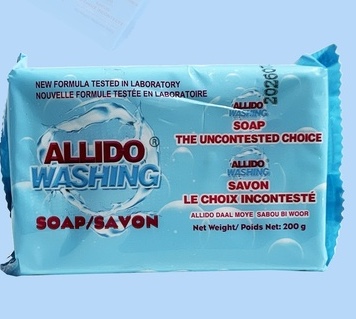 NEW FORMULA TESTED IN LABORATORY
NOUVELLE FORMULE TESTÉE EN LABORATOIRE
ALLIDO®
WASHING
SOAP/SAVON
ALLIDO
WASHING
SOAP
THE UNCONTESTED CHOICE
ALLIDO
WASHING
SAVON
LE CHOIX INCONTESTÉ
ALLIDO DAAL MOYE SABOU BI WOOR
Net Weight/ Poids Net: 200 g